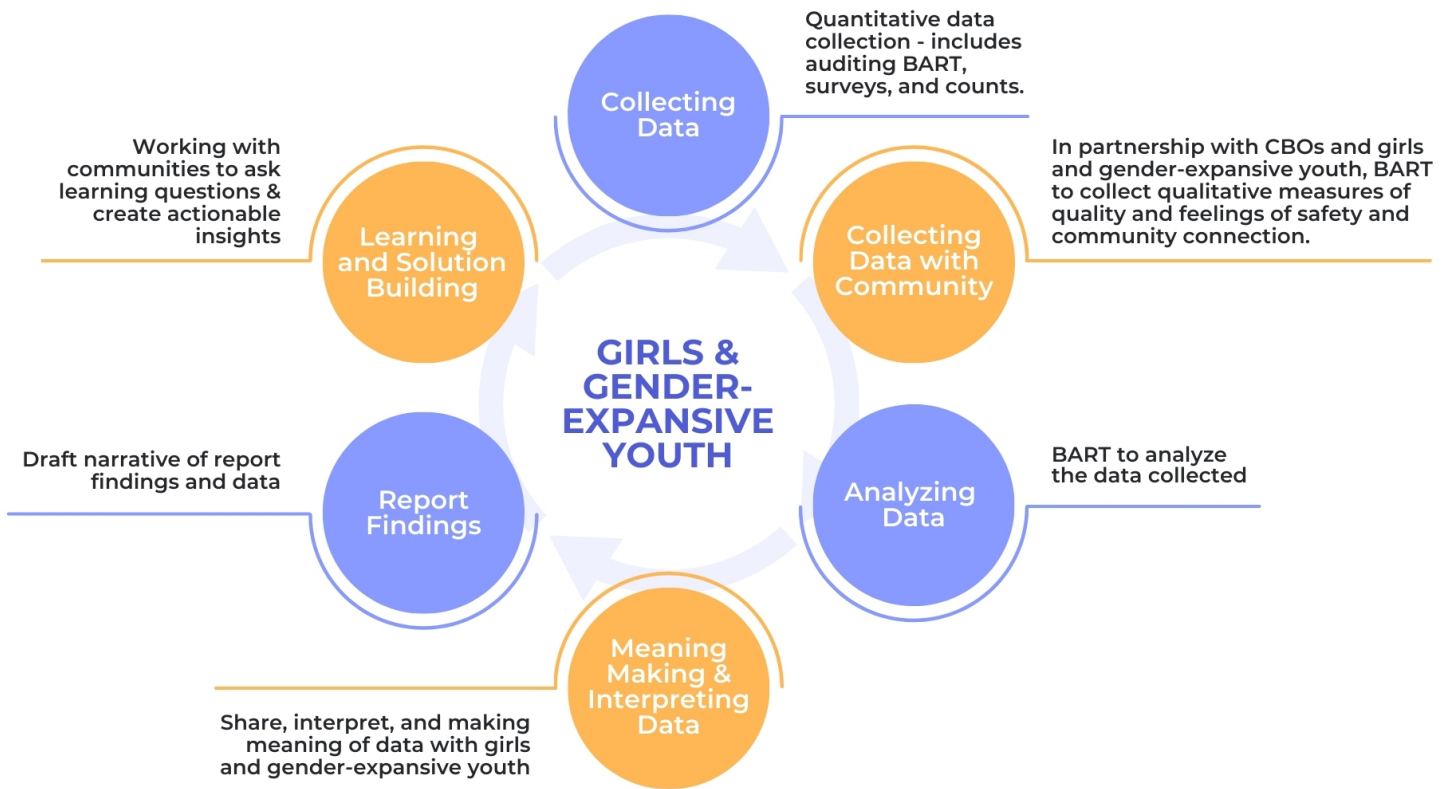 Collecting
Data
Quantitative data
collection - includes
auditing BART,
surveys, and counts.
Collecting
Data with
Community
In partnership with CBOs and girls
and gender-expansive youth, BART
to collect qualitative measures of
quality and feelings of safety and
community connection.
Analyzing
Data
BART to analyze
the data collected
Meaning
Making &
Interpreting
Data
Share, interpret, and making
meaning of data with girls
and gender-expansive youth
Report
Findings
Draft narrative of report
findings and data
Learning
and Solution
Building
Working with
communities to ask
learning questions &
create actionable
insights
GIRLS &
GENDER-
EXPANSIVE
YOUTH